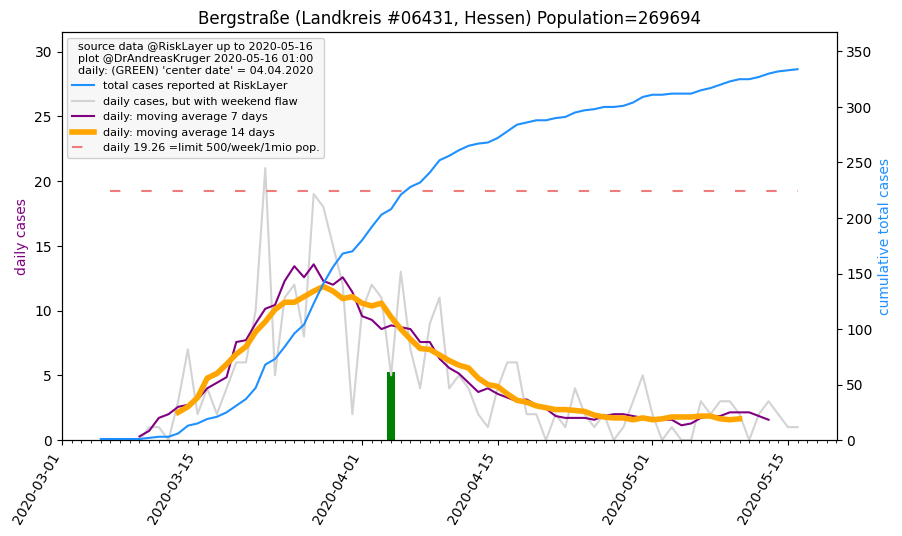 Bergstraße (Landkreis #06431, Hessen) Population=269694
source data @RiskLayer up to 2020-05-16
plot @DrAndreasKruger 2020-05-16 01:00
daily: (GREEN) 'center date' = 04.04.2020
total cases reported at RiskLayer
daily cases, but with weekend flaw
daily: moving average 7 days
daily: moving average 14 days
daily 19.26 =limit 500/week/1mio pop.
daily cases
30
25
20
15
10
5
0
cumulative total cases
350
300
250
200
150
100
50
0
2020-03-01
2020-03-15
2020-04-01
2020-04-15
2020-05-01
2020-05-15